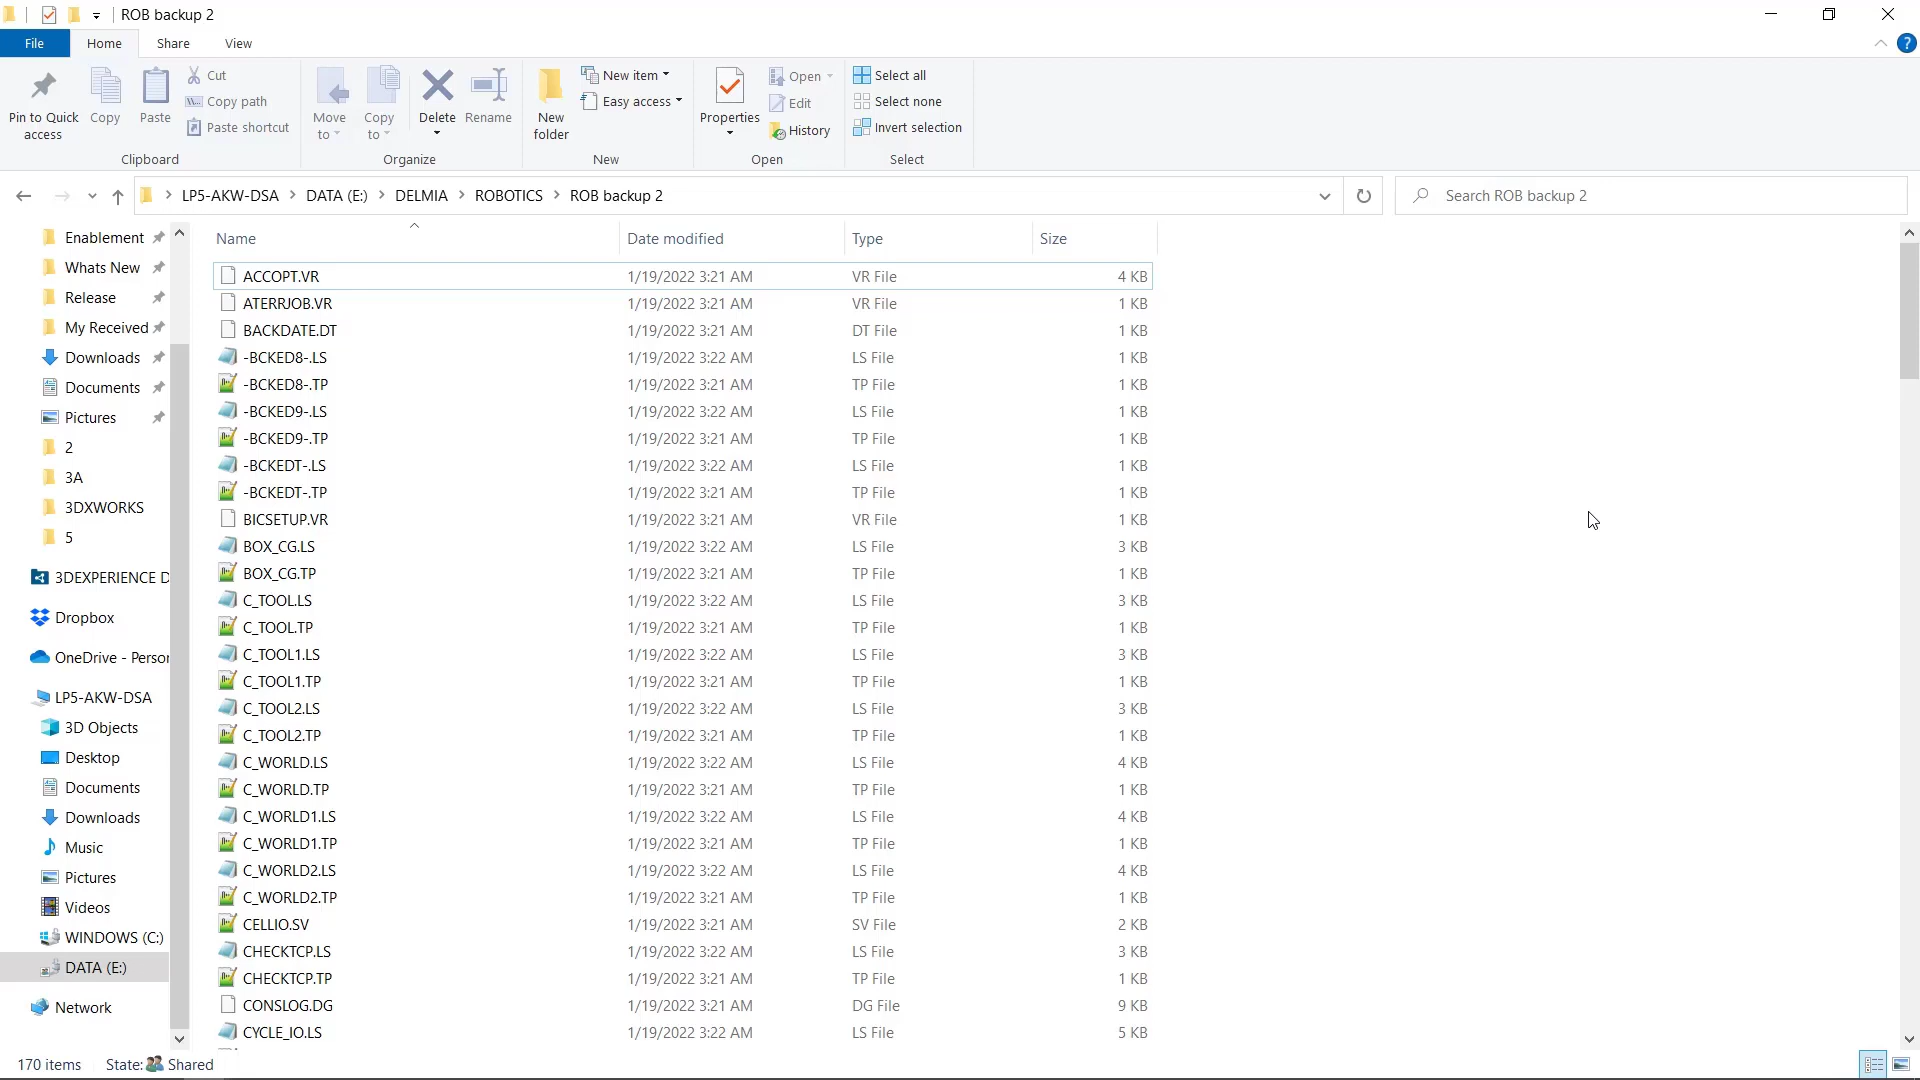 ROB backup 2
File Home Share View
Pin to Quick access
Copy
Paste
Cut
Copy path
Paste shortcut
Clipboard
Move to
Copy to
Delete
Rename
Organize
New folder
New item
Easy access
New
Properties
Open
Edit
History
Open
Select all
Select none
Invert selection
Select
LP5-AKW-DSA DATA (E:) DELMIA ROBOTICS ROB backup 2
Search ROB backup 2
Enablement
Whats New
Release
My Received
Downloads
Documents
Pictures
2
3A
3DXWORKS
5
3DEXPERIENCE D
Dropbox
OneDrive - Person
LP5-AKW-DSA
3D Objects
Desktop
Documents
Downloads
Music
Pictures
Videos
WINDOWS (C:)
DATA (E:)
Network
Name Date modified Type Size
ACCOPT.VR 1/19/2022 3:21 AM VR File 4 KB
ATERRJOB.VR 1/19/2022 3:21 AM VR File 1 KB
BACKDATE.DT 1/19/2022 3:21 AM DT File 1 KB
-BCKED8-.LS 1/19/2022 3:22 AM LS File 1 KB
-BCKED8-.TP 1/19/2022 3:21 AM TP File 1 KB
-BCKED9-.LS 1/19/2022 3:22 AM LS File 1 KB
-BCKED9-.TP 1/19/2022 3:21 AM TP File 1 KB
-BCKEDT-.LS 1/19/2022 3:22 AM LS File 1 KB
-BCKEDT-.TP 1/19/2022 3:21 AM TP File 1 KB
BICSETUP.VR 1/19/2022 3:21 AM VR File 1 KB
BOX_CG.LS 1/19/2022 3:22 AM LS File 3 KB
BOX_CG.TP 1/19/2022 3:21 AM TP File 1 KB
C_TOOL.LS 1/19/2022 3:22 AM LS File 3 KB
C_TOOL.TP 1/19/2022 3:21 AM TP File 1 KB
C_TOOL1.LS 1/19/2022 3:22 AM LS File 3 KB
C_TOOL1.TP 1/19/2022 3:21 AM TP File 1 KB
C_TOOL2.LS 1/19/2022 3:22 AM LS File 3 KB
C_TOOL2.TP 1/19/2022 3:21 AM TP File 1 KB
C_WORLD.LS 1/19/2022 3:22 AM LS File 4 KB
C_WORLD.TP 1/19/2022 3:21 AM TP File 1 KB
C_WORLD1.LS 1/19/2022 3:22 AM LS File 4 KB
C_WORLD1.TP 1/19/2022 3:21 AM TP File 1 KB
C_WORLD2.LS 1/19/2022 3:22 AM LS File 4 KB
C_WORLD2.TP 1/19/2022 3:21 AM TP File 1 KB
CELLIO.SV 1/19/2022 3:21 AM SV File 2 KB
CHECKTCP.LS 1/19/2022 3:22 AM LS File 3 KB
CHECKTCP.TP 1/19/2022 3:21 AM TP File 1 KB
CONSLOG.DG 1/19/2022 3:21 AM DG File 9 KB
CYCLE_IO.LS 1/19/2022 3:22 AM LS File 5 KB
170 items State: Shared